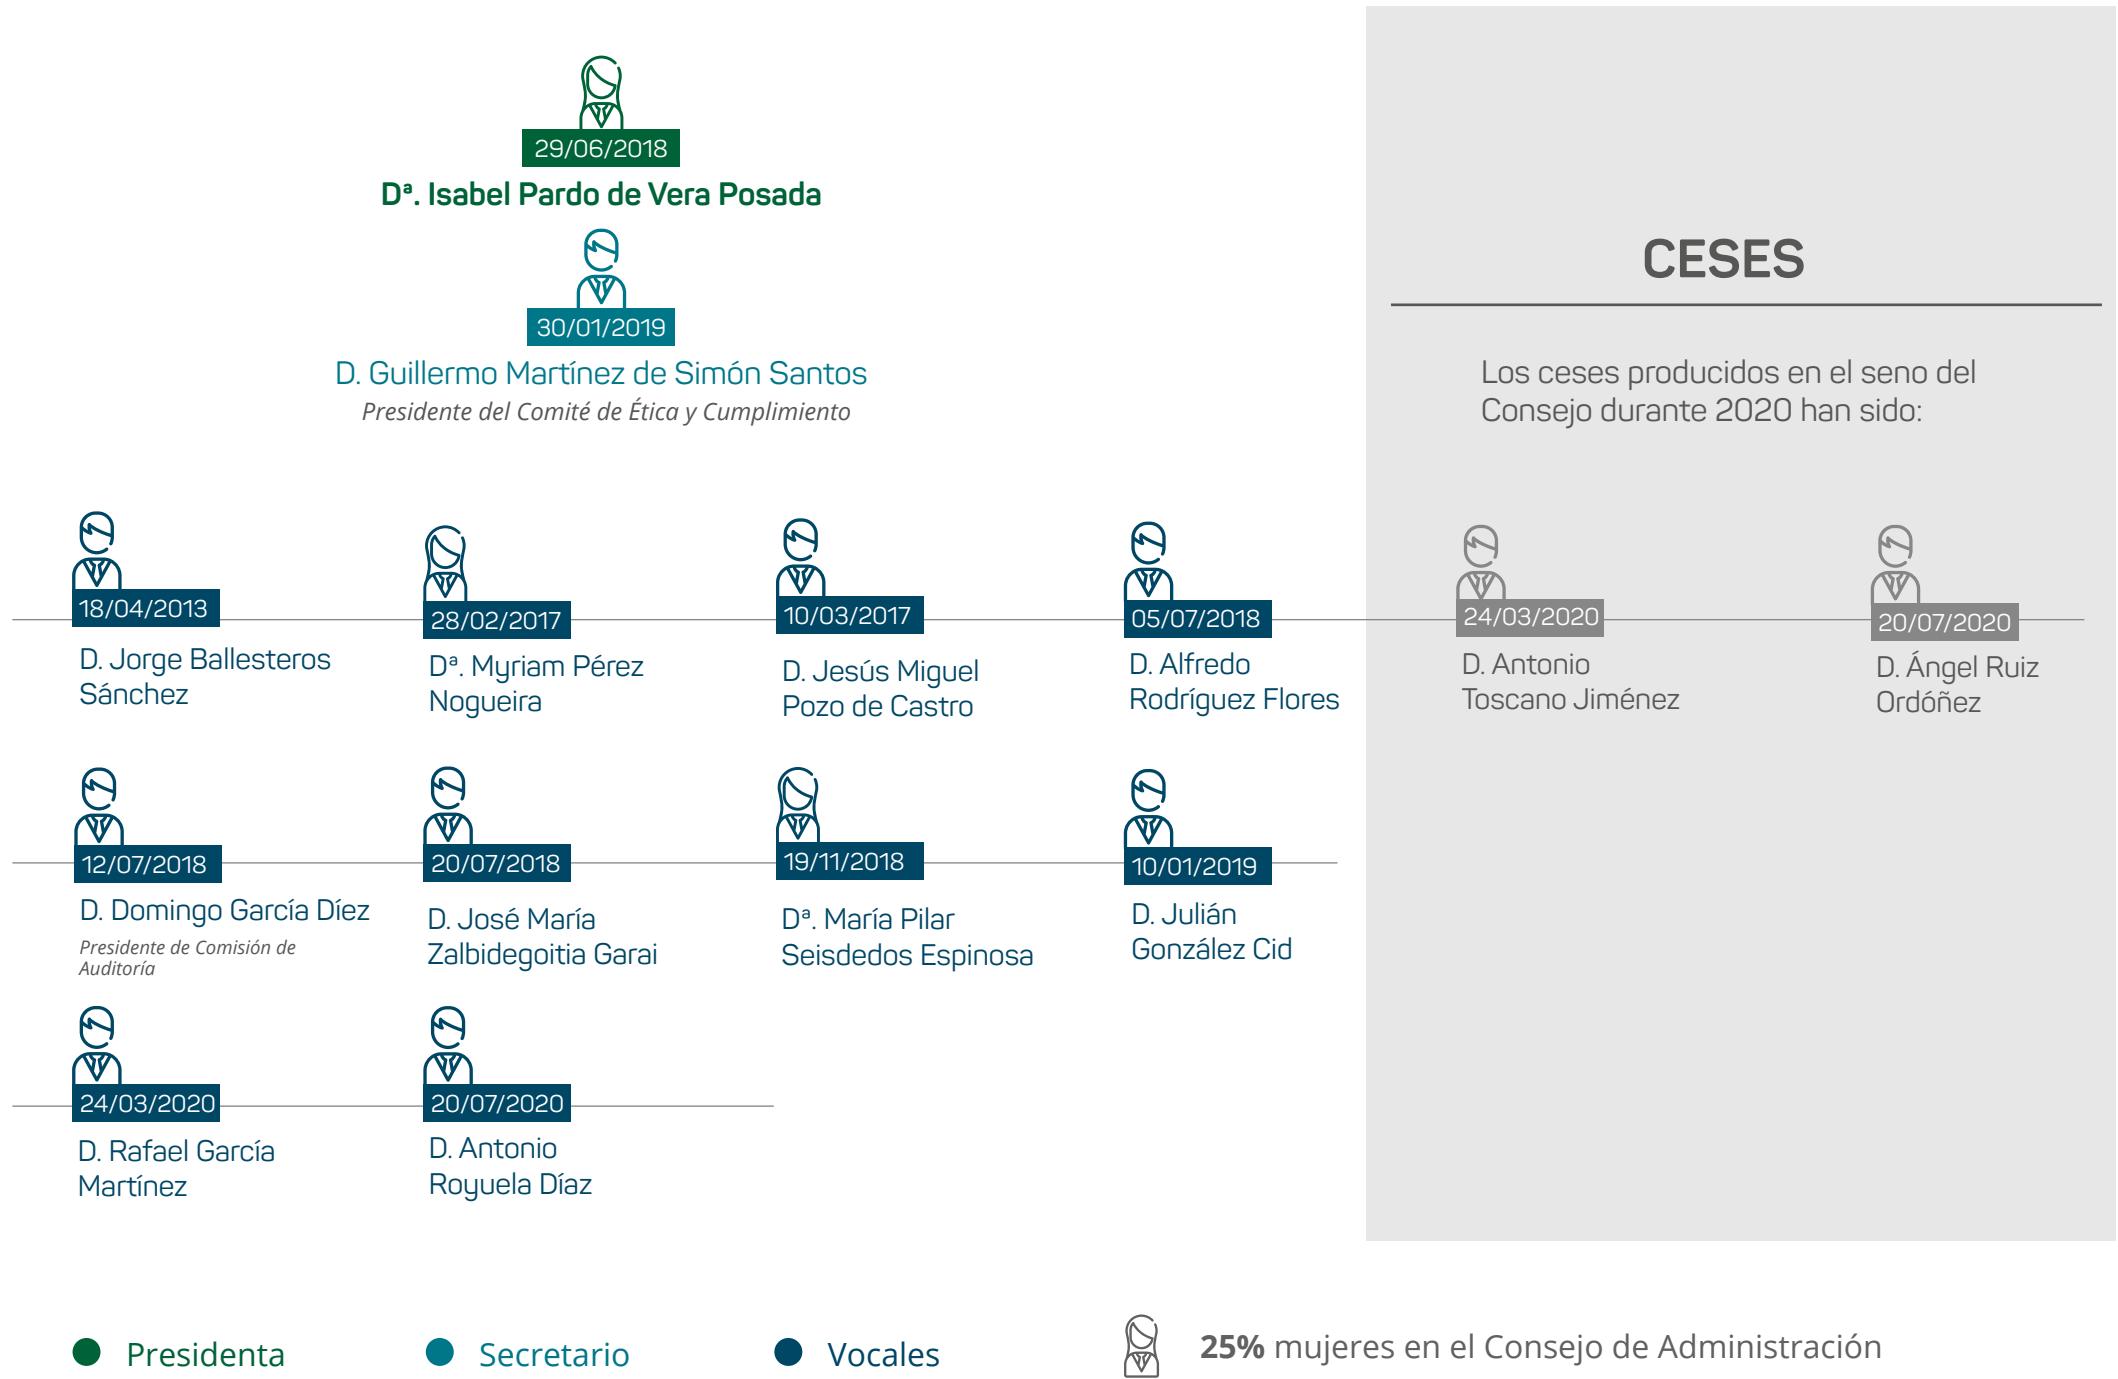 29/06/2018
Dª. Isabel Pardo de Vera Posada
30/01/2019
D. Guillermo Martínez de Simón Santos
Presidente del Comité de Ética y Cumplimiento
18/04/2013
D. Jorge Ballesteros
Sánchez
28/02/2017
Dª. Myriam Pérez
Nogueira
10/03/2017
D. Jesús Miguel
Pozo de Castro
05/07/2018
D. Alfredo
Rodríguez Flores
12/07/2018
D. Domingo García Díez
Presidente de Comisión de
Auditoría
20/07/2018
D. José María
Zalbidegoitia Garai
19/11/2018
Dª. María Pilar
Seisdedos Espinosa
10/01/2019
D. Julián
González Cid
24/03/2020
D. Rafael García
Martínez
20/07/2020
D. Antonio
Royuela Díaz
CESES
Los ceses producidos en el seno del
Consejo durante 2020 han sido:
24/03/2020
D. Antonio
Toscano Jiménez
20/07/2020
D. Ángel Ruiz
Ordóñez
Presidenta
Secretario
Vocales
25% mujeres en el Consejo de Administración